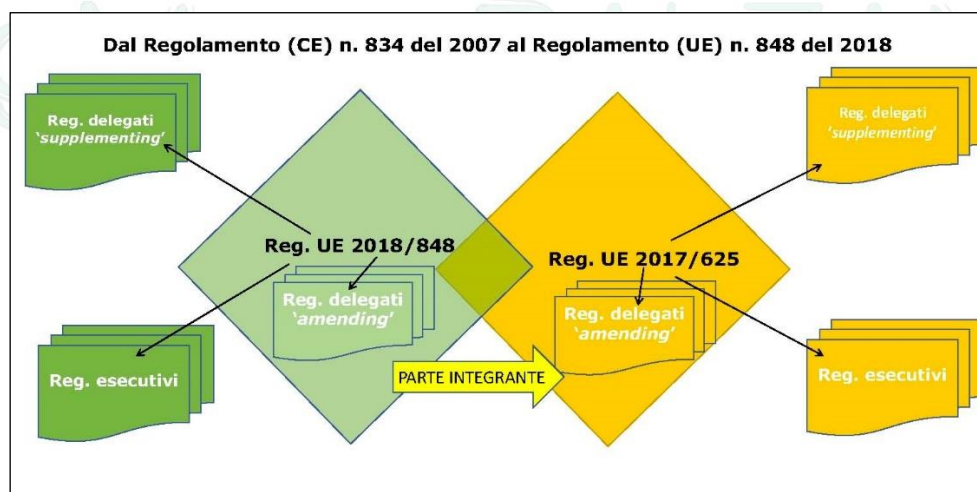 Dal Regolamento (CE) n. 834 del 2007 al Regolamento (UE) n. 848 del 2018
Reg. delegati
‘supplementing’
Reg. delegati
‘supplementing’
Reg. UE 2018/848
Reg. UE 2017/625
Reg. delegati
‘amending’
Reg. delegati
‘amending’
PARTE INTEGRANTE
Reg. esecutivi
Reg. esecutivi